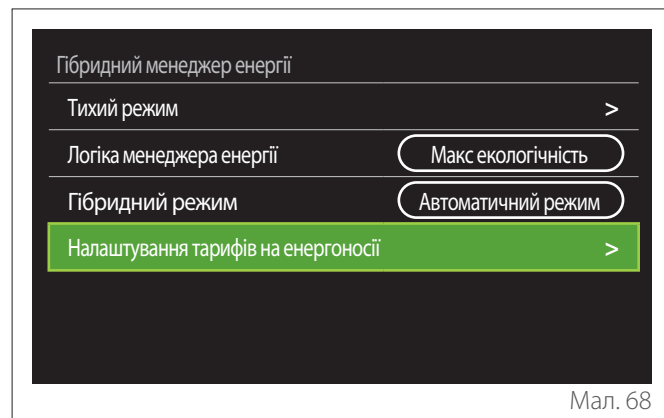 Гібридний менеджер енергії
Тихий режим >
Логіка менеджера енергії Макс екологічність
Гібридний режим Автоматичний режим
Налаштування тарифів на енергоносії >
Мал. 68